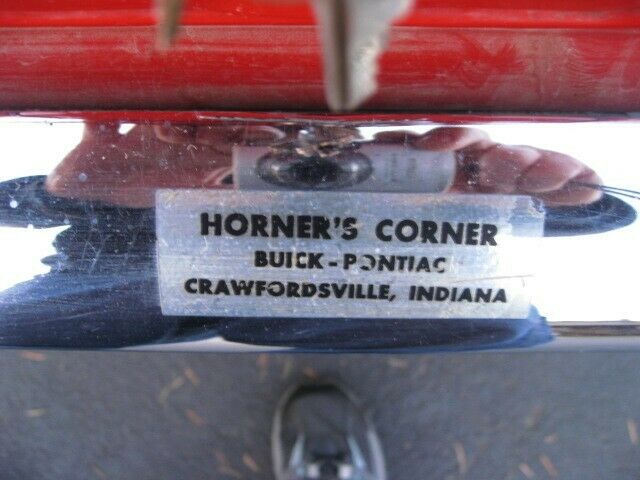 HORNER'S CORNER
BUICK-PONTIAC
CRAWFORDSVILLE, INDIANA